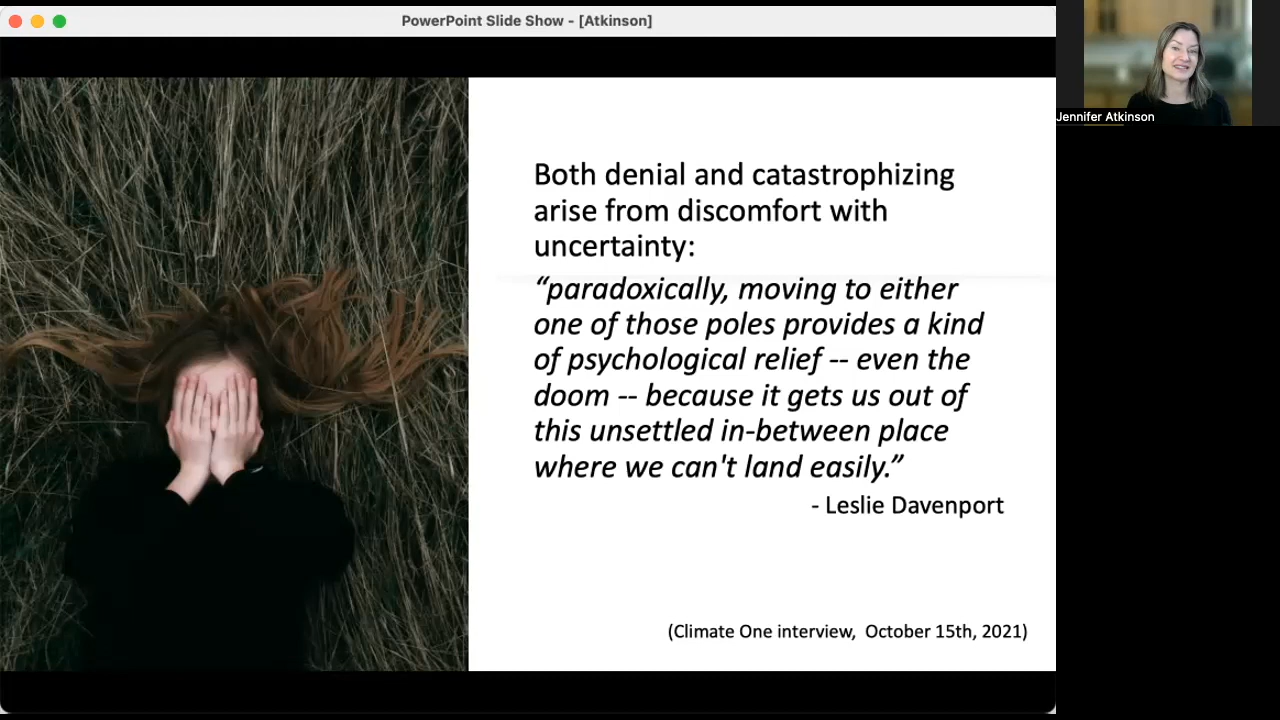 PowerPoint Slide Show - [Atkinson]
Jennifer Atkinson
Both denial and catastrophizing
arise from discomfort with
uncertainty:
“paradoxically, moving to either
one of those poles provides a kind
of psychological relief -- even the
doom -- because it gets us out of
this unsettled in-between place
where we can't land easily.”
- Leslie Davenport
(Climate One interview,  October 15th, 2021)